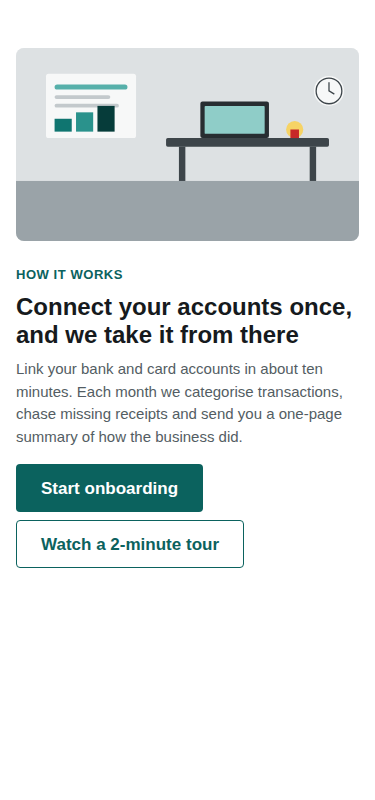 HOW IT WORKS
Connect your accounts once,
and we take it from there
Link your bank and card accounts in about ten
minutes. Each month we categorise transactions,
chase missing receipts and send you a one-page
summary of how the business did.
Start onboarding
Watch a 2-minute tour